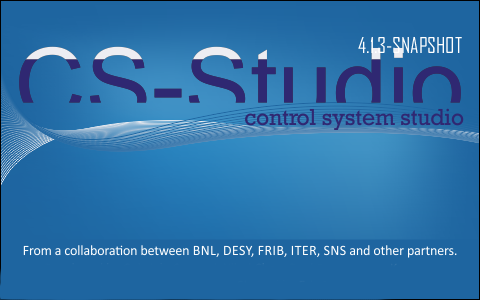 4.1.3-SNAPSHOT
CS-Studio
control system studio
From a collaboration between BNL, DESY, FRIB, ITER, SNS and other partners.